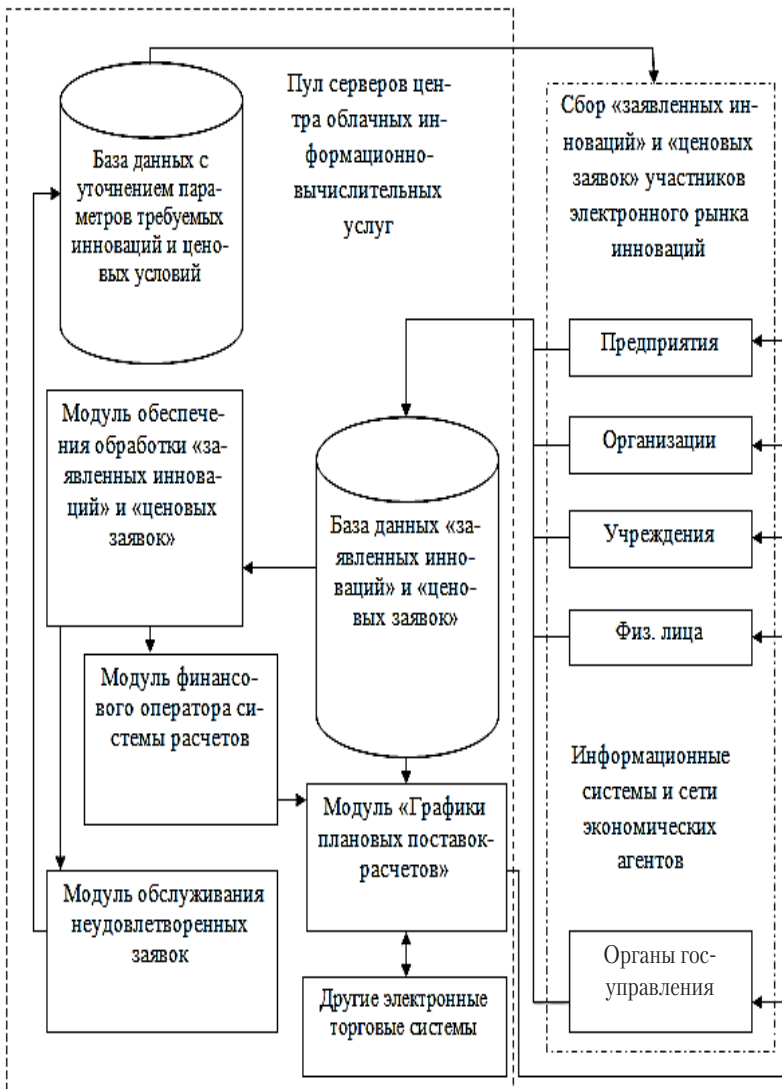 База данных с
уточнением пара-
метров требуемых
инноваций и цено-
вых условий
Пул серверов цен-
тра облачных ин-
формационно-
вычислительных
услуг
Сбор «заявленных ин-
новаций» и «ценовых
заявок» участников
электронного рынка
инноваций
Предприятия
Организации
Учреждения
Физ. лица
Информационные
системы и сети
экономических
агентов
Органы гос-
управления
Модуль обеспече-
ния обработки «за-
явленных иннова-
ций» и «ценовых
заявок»
База данных «за-
явленных инно-
ваций» и «цено-
вых заявок»
Модуль финансо-
вого оператора си-
стемы расчетов
Модуль «Графики
плановых поставок-
расчетов»
Модуль обслуживания
неудовлетворенных
заявок
Другие электронные
торговые системы